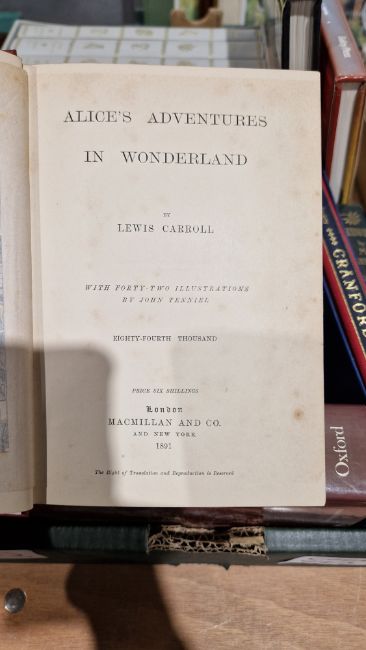 ALICE'S ADVENTURES
IN WONDERLAND
BY
LEWIS CARROLL
WITH FORTY-TWO ILLUSTRATIONS
BY JOHN TENNIEL
EIGHTY-FOURTH THOUSAND
PRICE SIX SHILLINGS
London
MACMILLAN AND CO.
AND NEW YORK
1891
The Right of Translation and Reproduction is Reserved
CRANFORD
Oxford